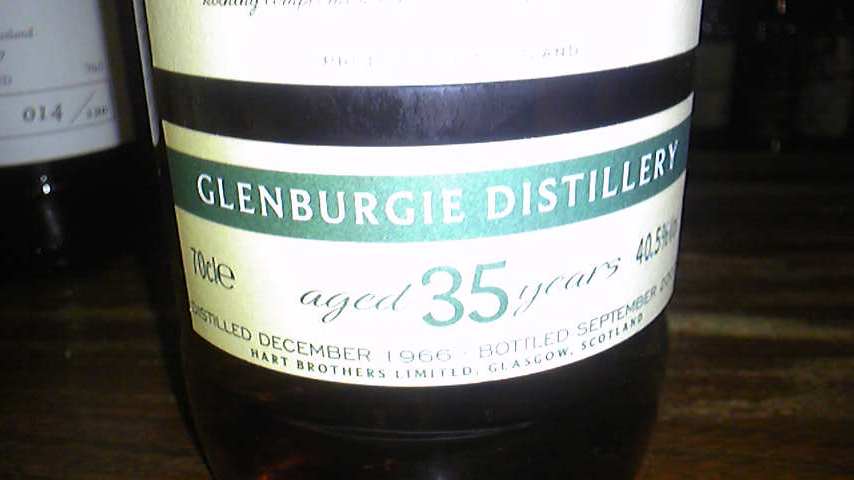 GLENBURGIE DISTILLERY
70cle
40.5%
aged 35 years
DISTILLED DECEMBER 1966 · BOTTLED SEPTEMBER
HART BROTHERS LIMITED, GLASGOW, SCOTLAND
014